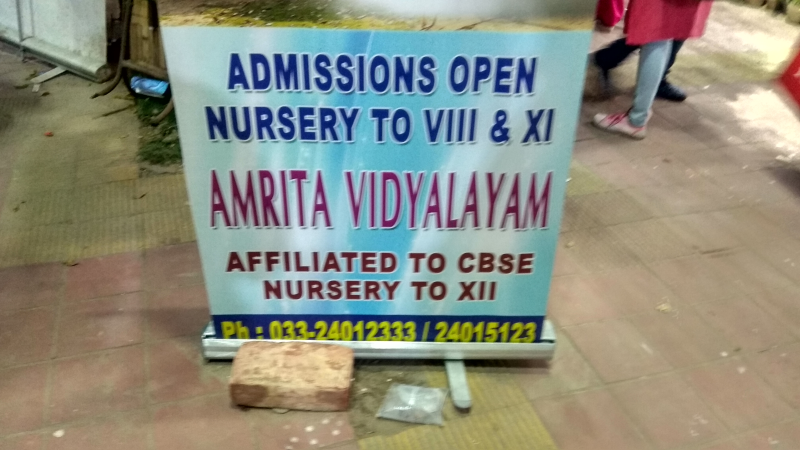 ADMISSIONS OPEN
NURSERY TO VIII & XI
AMRITA VIDYALAYAM
AFFILIATED TO CBSE
NURSERY TO XII
Ph : 033-24012333 / 24015123